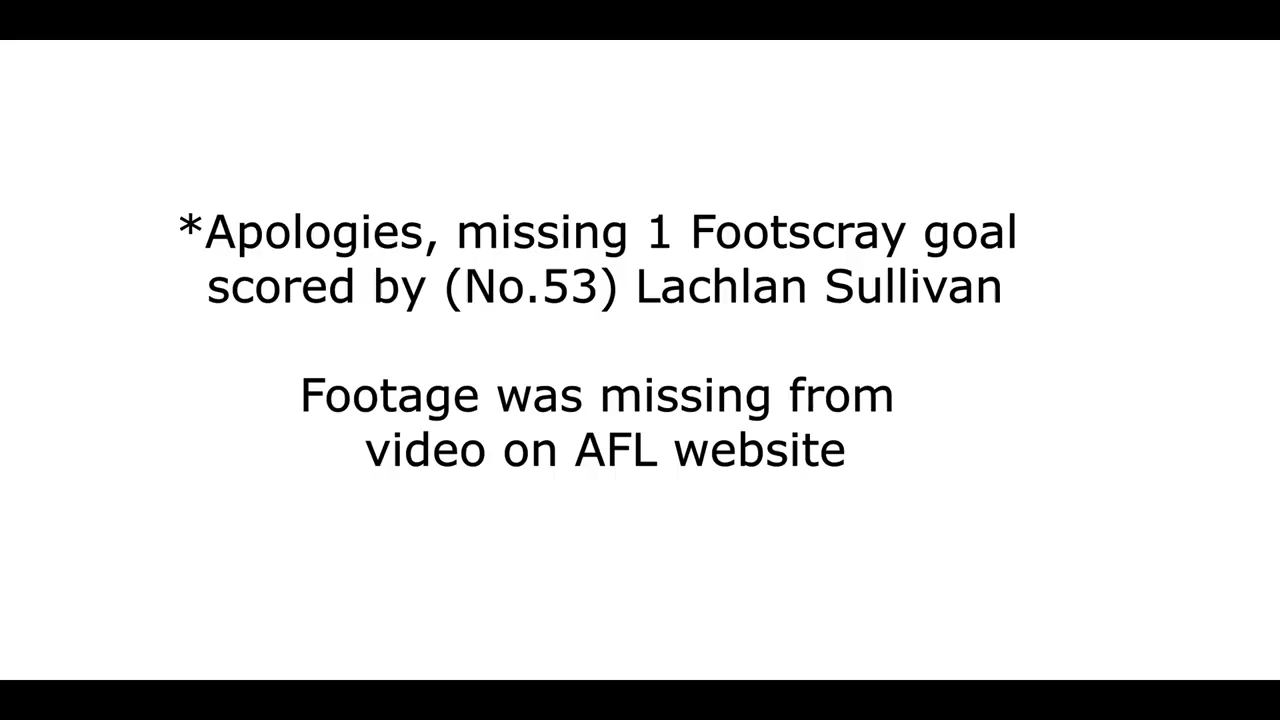 *Apologies, missing 1 Footscray goal
scored by (No.53) Lachlan Sullivan
Footage was missing from
video on AFL website